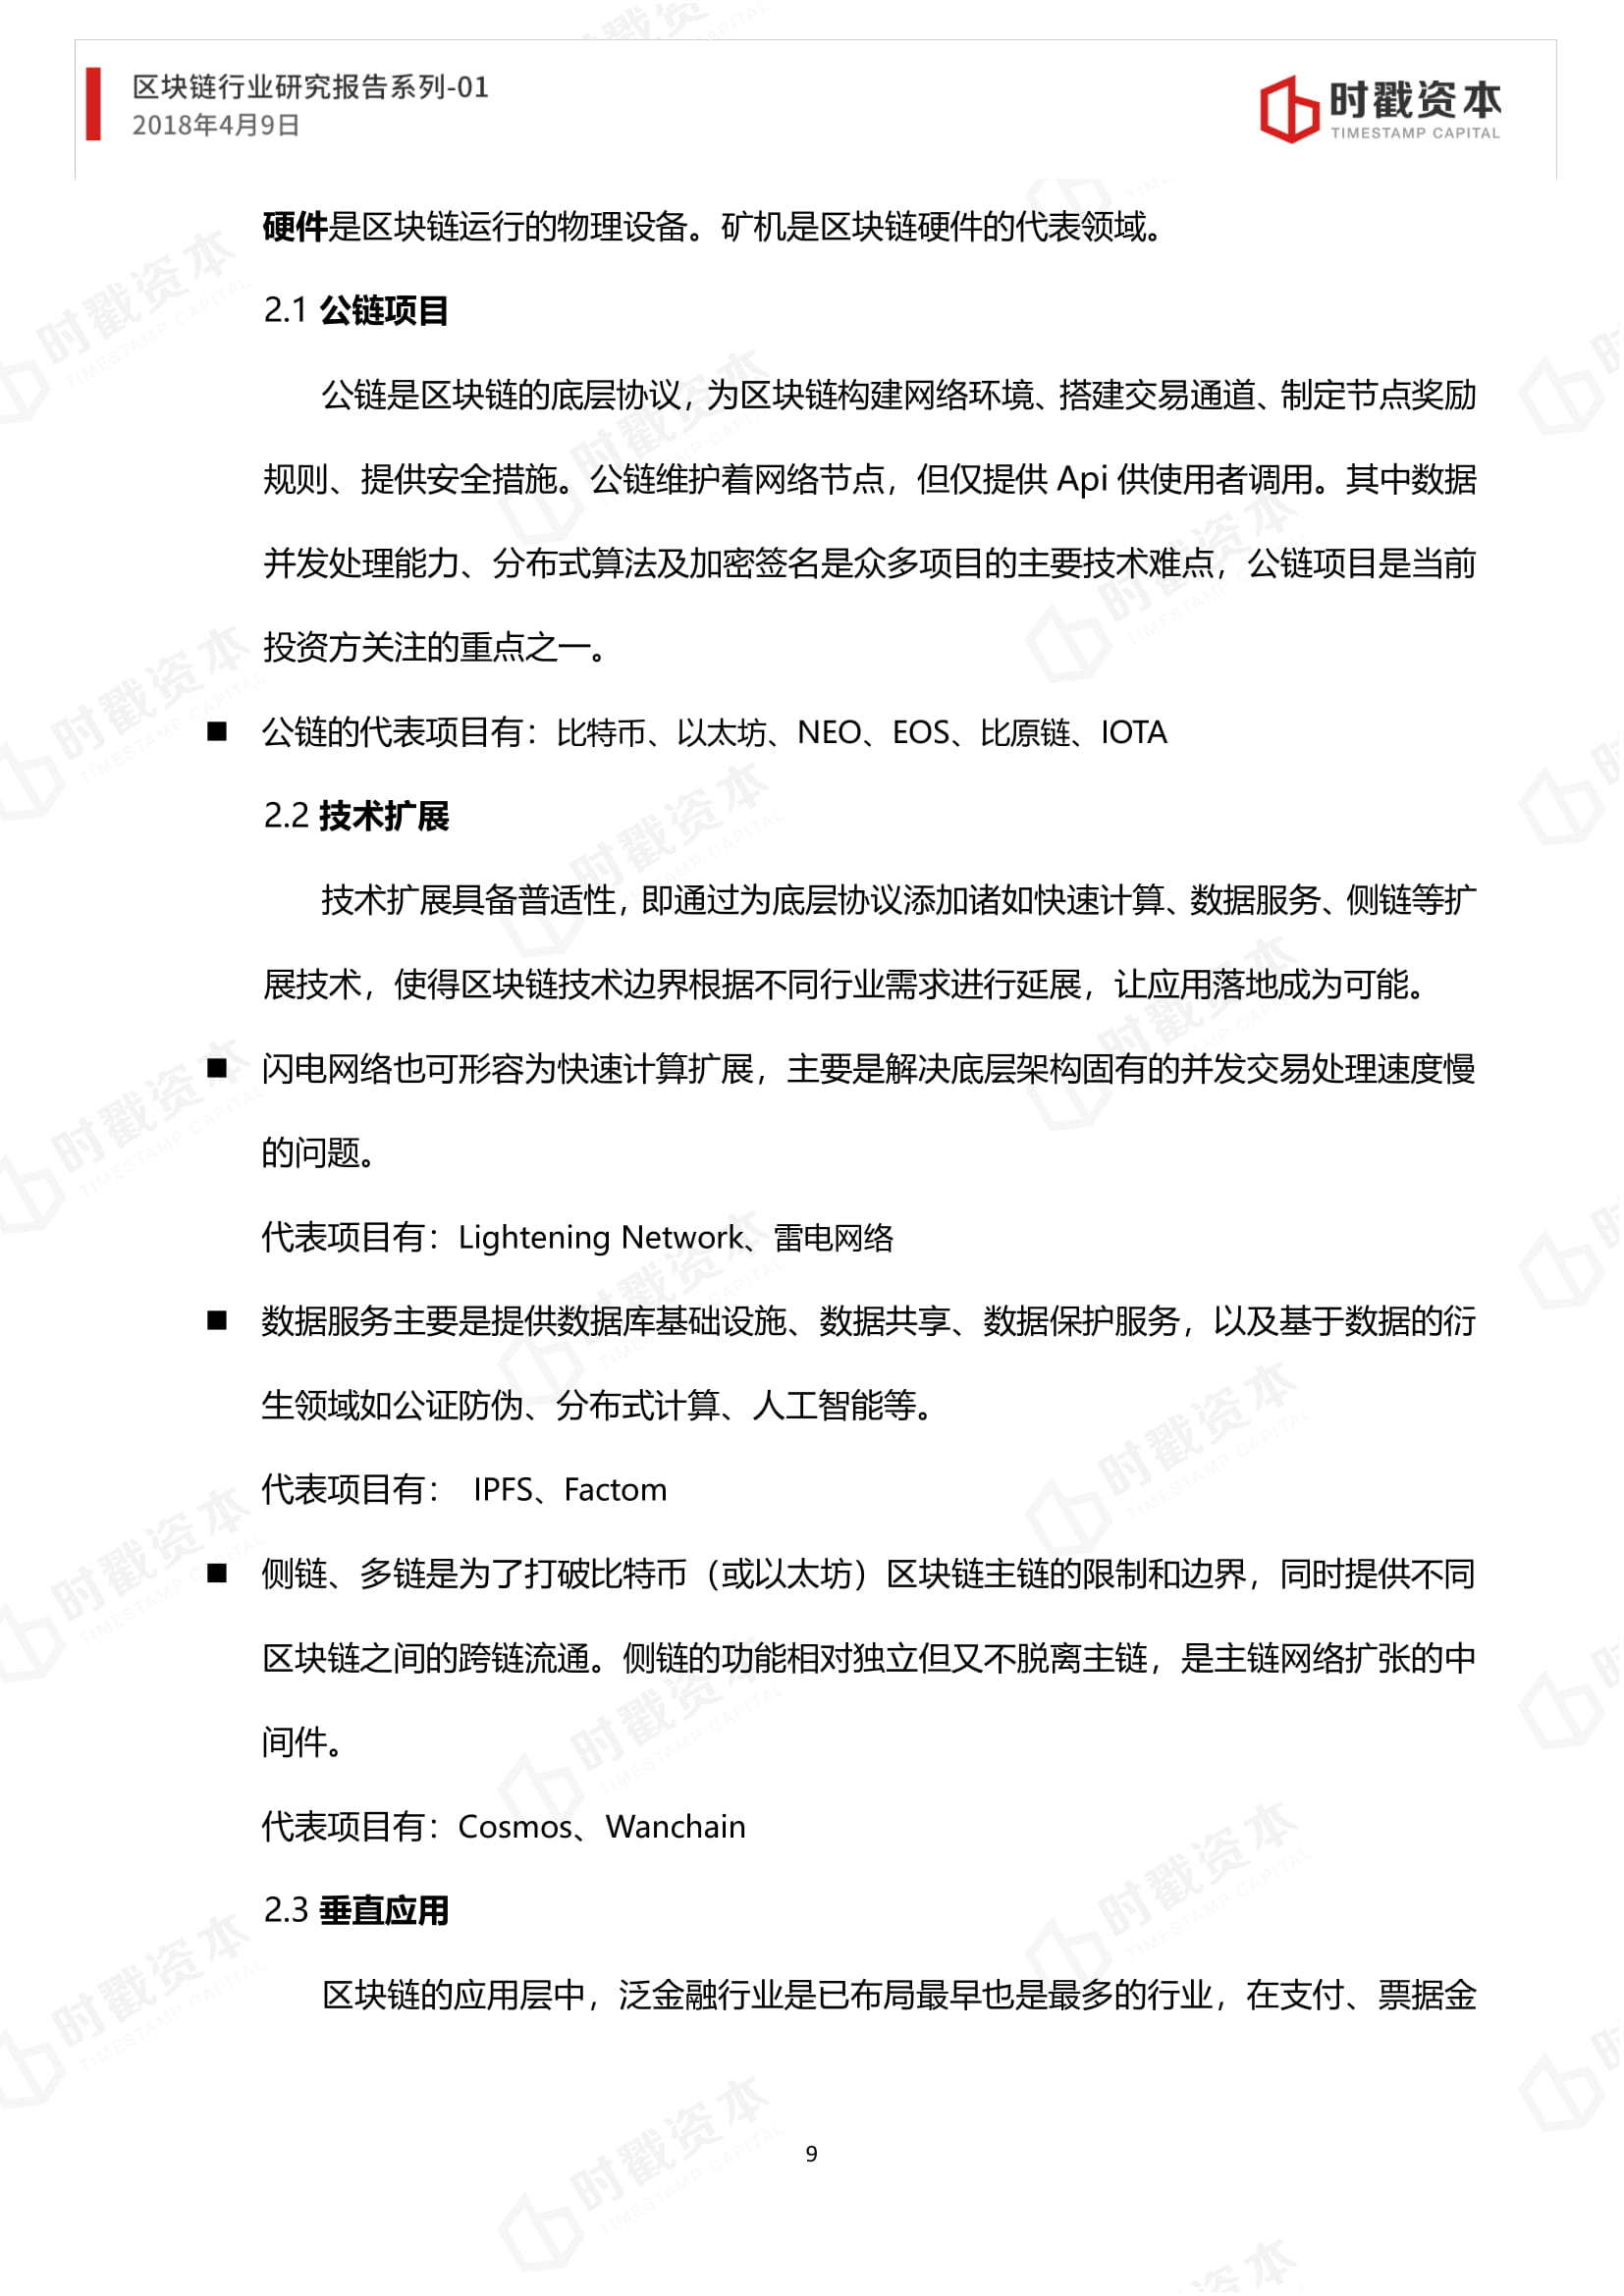 区块链行业研究报告系列-01
2018年4月9日
时戳资本
TIMESTAMP CAPITAL
硬件是区块链运行的物理设备。矿机是区块链硬件的代表领域。
2.1 公链项目
公链是区块链的底层协议，为区块链构建网络环境、搭建交易通道、制定节点奖励
规则、提供安全措施。公链维护着网络节点，但仅提供 Api 供使用者调用。其中数据
并发处理能力、分布式算法及加密签名是众多项目的主要技术难点，公链项目是当前
投资方关注的重点之一。
■ 公链的代表项目有：比特币、以太坊、NEO、EOS、比原链、IOTA
2.2 技术扩展
技术扩展具备普适性，即通过为底层协议添加诸如快速计算、数据服务、侧链等扩
展技术，使得区块链技术边界根据不同行业需求进行延展，让应用落地成为可能。
■ 闪电网络也可形容为快速计算扩展，主要是解决底层架构固有的并发交易处理速度慢
的问题。
代表项目有：Lightening Network、雷电网络
■ 数据服务主要是提供数据库基础设施、数据共享、数据保护服务，以及基于数据的衍
生领域如公证防伪、分布式计算、人工智能等。
代表项目有： IPFS、Factom
■ 侧链、多链是为了打破比特币（或以太坊）区块链主链的限制和边界，同时提供不同
区块链之间的跨链流通。侧链的功能相对独立但又不脱离主链，是主链网络扩张的中
间件。
代表项目有：Cosmos、Wanchain
2.3 垂直应用
区块链的应用层中，泛金融行业是已布局最早也是最多的行业，在支付、票据金
9